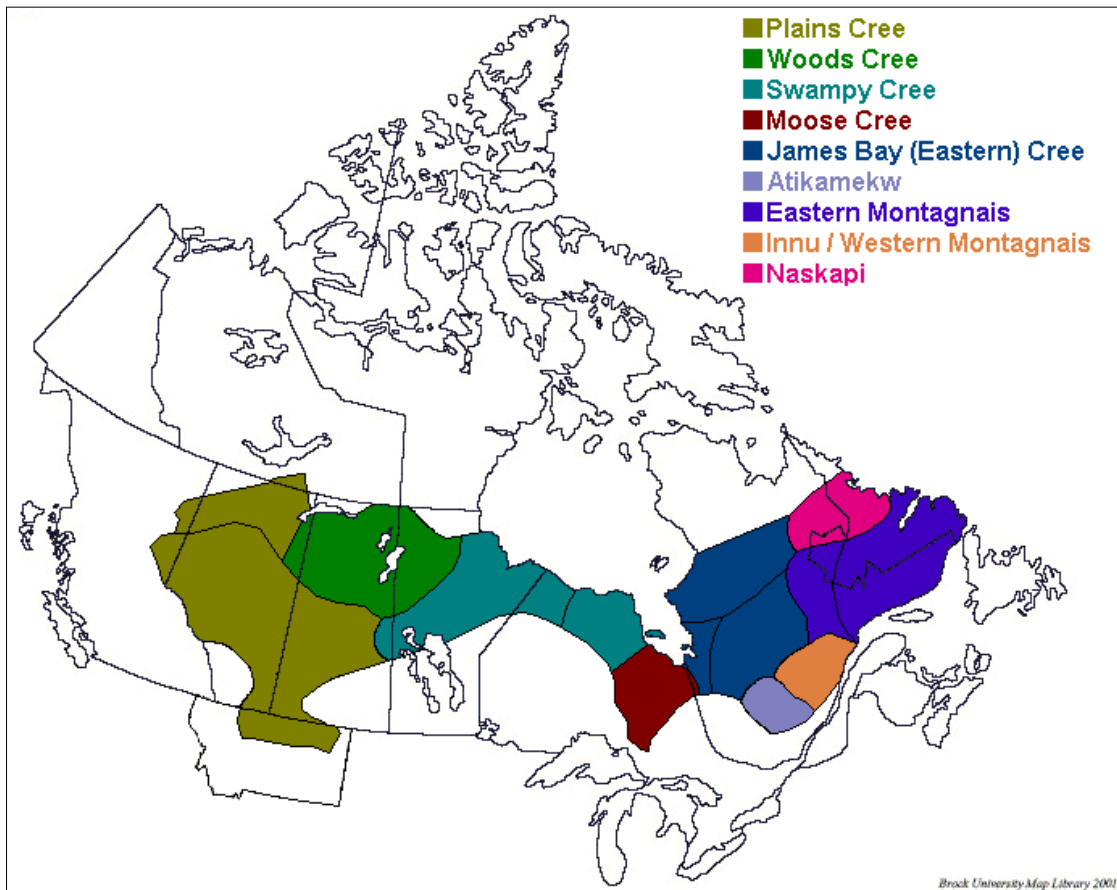 Plains Cree
Woods Cree
Swampy Cree
Moose Cree
James Bay (Eastern) Cree
Atikamekw
Eastern Montagnais
Innu / Western Montagnais
Naskapi
Brock University Map Library 2001